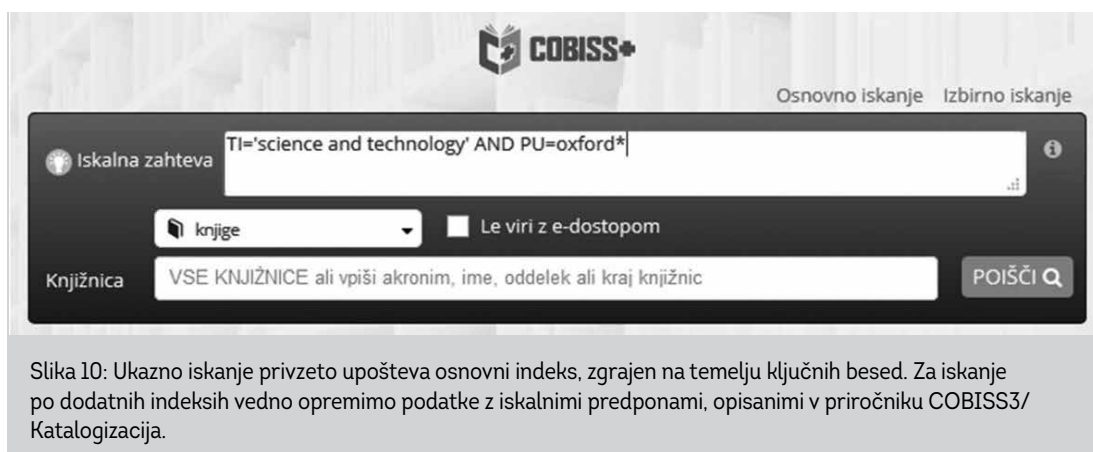 COBISS+
Osnovno iskanje Izbirno iskanje
Iskalna zahteva TI='science and technology' AND PU=oxford*
knjige Le viri z e-dostopom
Knjižnica VSE KNJIŽNICE ali vpiši akronim, ime, oddelek ali kraj knjižnic POIŠČI
Slika 10: Ukazno iskanje privzeto upošteva osnovni indeks, zgrajen na temelju ključnih besed. Za iskanje
po dodatnih indeksih vedno opremimo podatke z iskalnimi predponami, opisanimi v priročniku COBISS3/
Katalogizacija.